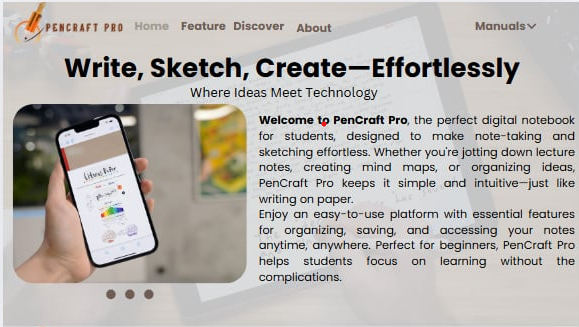 PENCRAFT PRO Home Feature Discover About Manuals
Write, Sketch, Create—Effortlessly
Where Ideas Meet Technology
Welcome to PenCraft Pro, the perfect digital notebook
for students, designed to make note-taking and
sketching effortless. Whether you're jotting down lecture
notes, creating mind maps, or organizing ideas,
PenCraft Pro keeps it simple and intuitive—just like
writing on paper.
Enjoy an easy-to-use platform with essential features
for organizing, saving, and accessing your notes
anytime, anywhere. Perfect for beginners, PenCraft Pro
helps students focus on learning without the
complications.